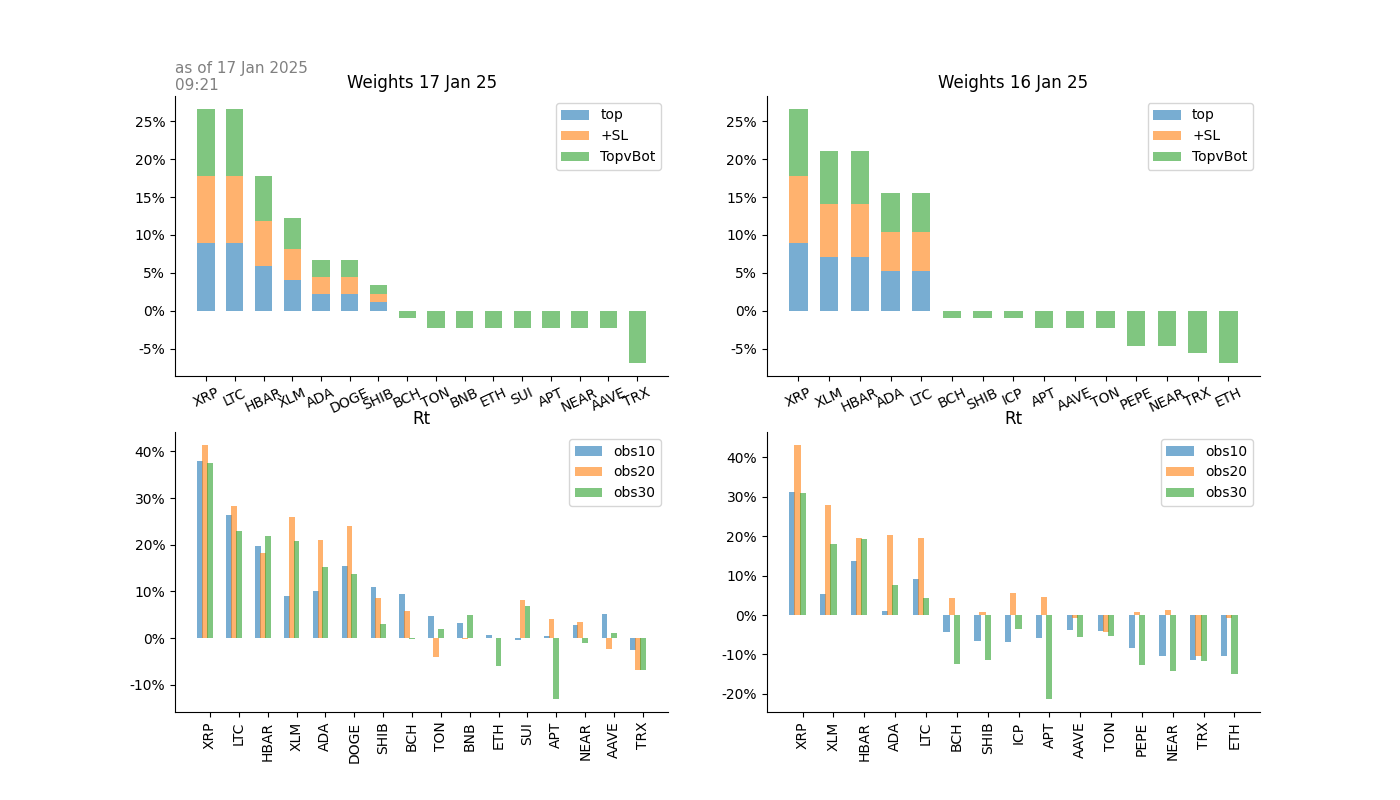 as of 17 Jan 2025
09:21
Weights 17 Jan 25
25%
20%
15%
10%
5%
0%
-5%
top
+SL
TopvBot
XRP LTC HBAR XLM ADA DOGE SHIB BCH TON BNB ETH SUI APT NEAR AAVE TRX
Weights 16 Jan 25
25%
20%
15%
10%
5%
0%
-5%
top
+SL
TopvBot
XRP XLM HBAR ADA LTC BCH SHIB ICP APT AAVE TON PEPE NEAR TRX ETH
Rt
40%
30%
20%
10%
0%
-10%
obs10
obs20
obs30
XRP LTC HBAR XLM ADA DOGE SHIB BCH TON BNB ETH SUI APT NEAR AAVE TRX
Rt
40%
30%
20%
10%
0%
-10%
-20%
obs10
obs20
obs30
XRP XLM HBAR ADA LTC BCH SHIB ICP APT AAVE TON PEPE NEAR TRX ETH